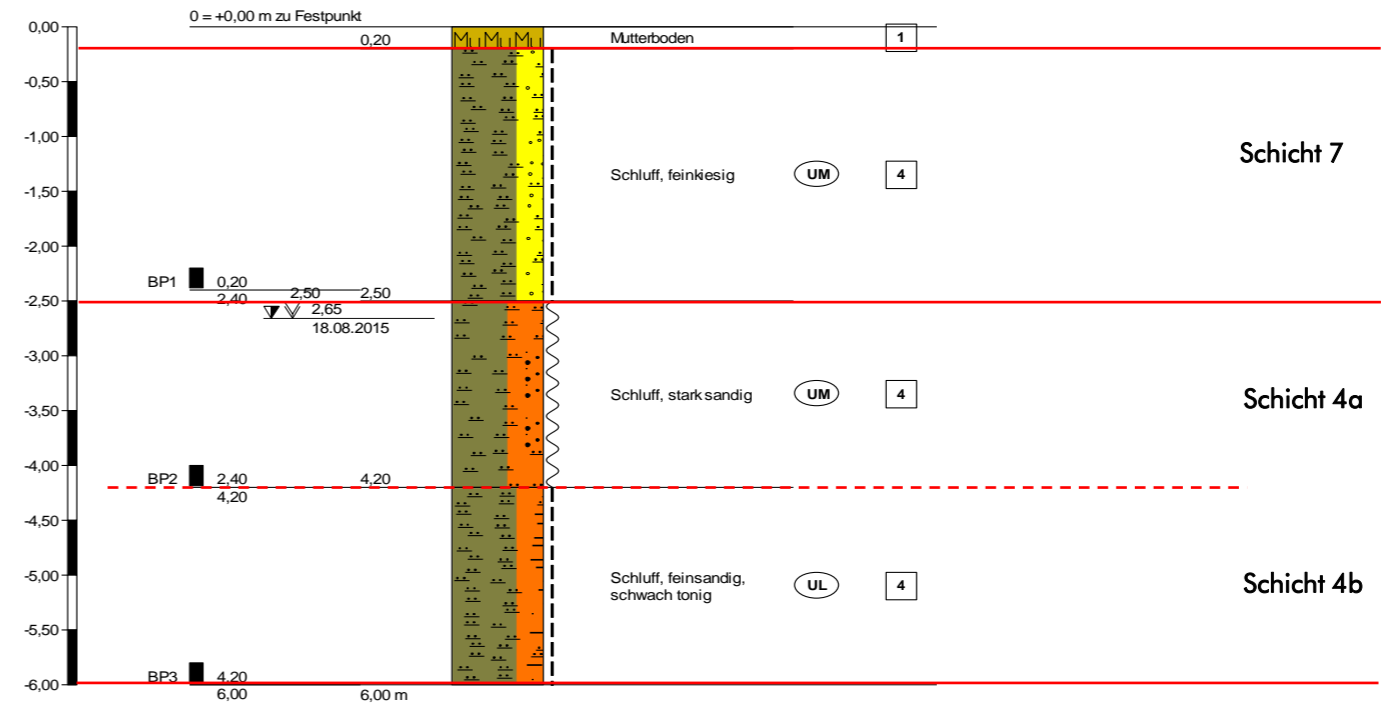 0 = +0,00 m zu Festpunkt
0,00
0,20
M M M
Mutterboden
1
-0,50
-1,00
Schicht 7
-1,50
Schluff, feinkiesig
UM
4
-2,00
BP1
0,20
2,40
2,50
2,50
-2,50
2,65
18.08.2015
-3,00
Schluff, stark sandig
UM
4
Schicht 4a
-3,50
-4,00
BP2
2,40
4,20
4,20
-4,50
-5,00
Schluff, feinsandig,
schwach tonig
UL
4
Schicht 4b
-5,50
BP3
4,20
-6,00
6,00
6,00 m